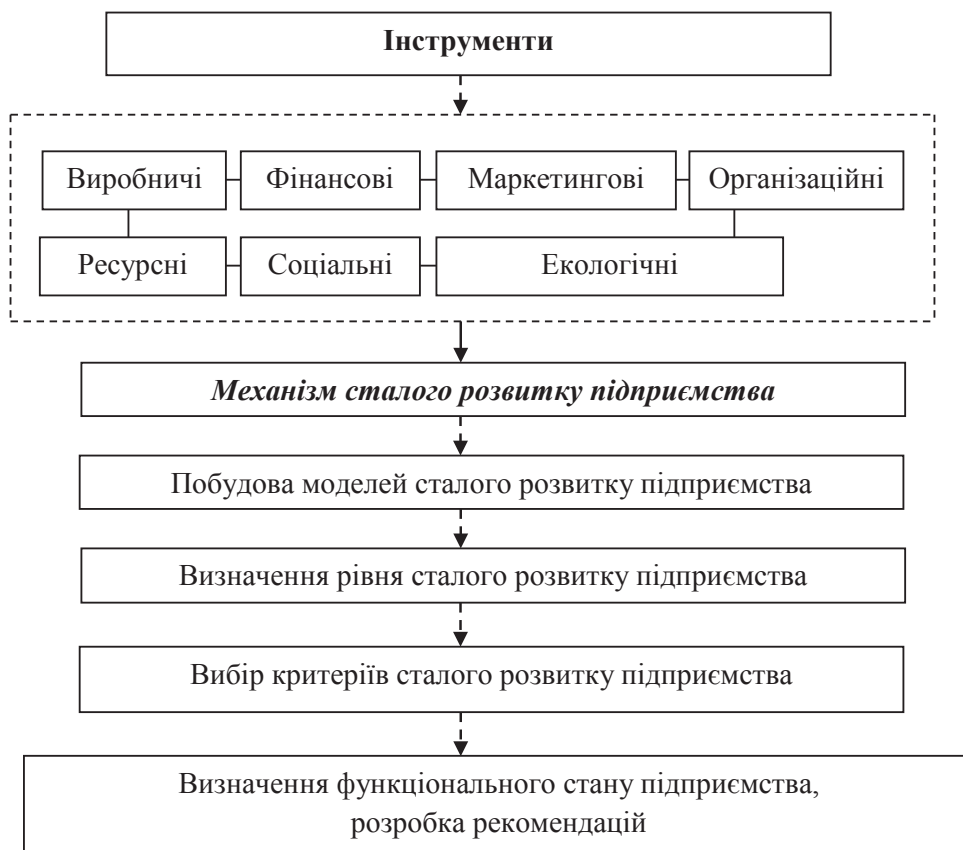 Інструменти
Виробничі Фінансові Маркетингові Організаційні
Ресурсні Соціальні Екологічні
Механізм сталого розвитку підприємства
Побудова моделей сталого розвитку підприємства
Визначення рівня сталого розвитку підприємства
Вибір критеріїв сталого розвитку підприємства
Визначення функціонального стану підприємства,
розробка рекомендацій